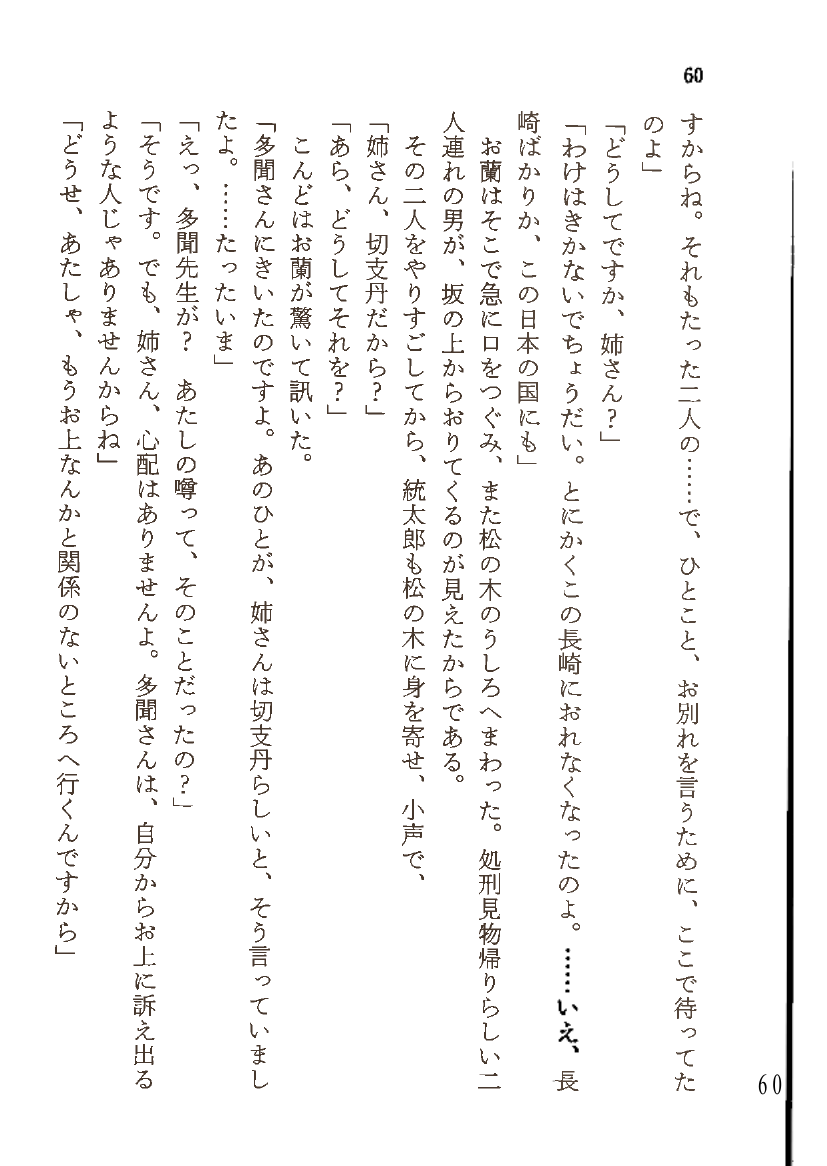 60
すからね。それもたった二人の……で、ひとこと、お別れを言うために、ここで待ってた
のよ」
「どうしてですか、姉さん?」
「わけはきかないでちょうだい。とにかくこの長崎におれなくなったのよ。……いえ、長
崎ばかりか、この日本の国にも」
お蘭はそこで急に口をつぐみ、また松の木のうしろへまわった。処刑見物帰りらしい二
人連れの男が、坂の上からおりてくるのが見えたからである。
その二人をやりすごしてから、統太郎も松の木に身を寄せ、小声で、
「姉さん、切支丹だから?」
「あら、どうしてそれを?」
こんどはお蘭が驚いて訊いた。
「多聞さんにきいたのですよ。あのひとが、姉さんは切支丹らしいと、そう言っていまし
たよ。……たったいま」
「えっ、多聞先生が? あたしの噂って、そのことだったの?」
「そうです。でも、姉さん、心配はありませんよ。多聞さんは、自分からお上に訴え出る
ような人じゃありませんからね」
「どうせ、あたしゃ、もうお上なんかと関係のないところへ行くんですから」
60